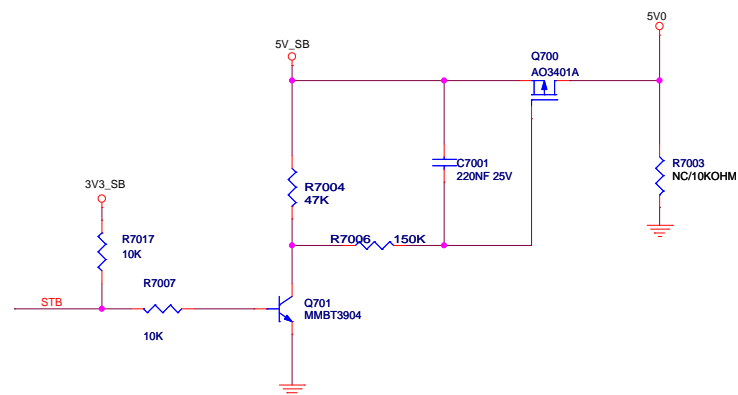 5V0
5V_SB
Q700
AO3401A
C7001
220NF 25V
R7003
NC/10KOHM
3V3_SB
R7004
47K
R7017
10K
R7006
150K
R7007
STB
Q701
MMBT3904
10K